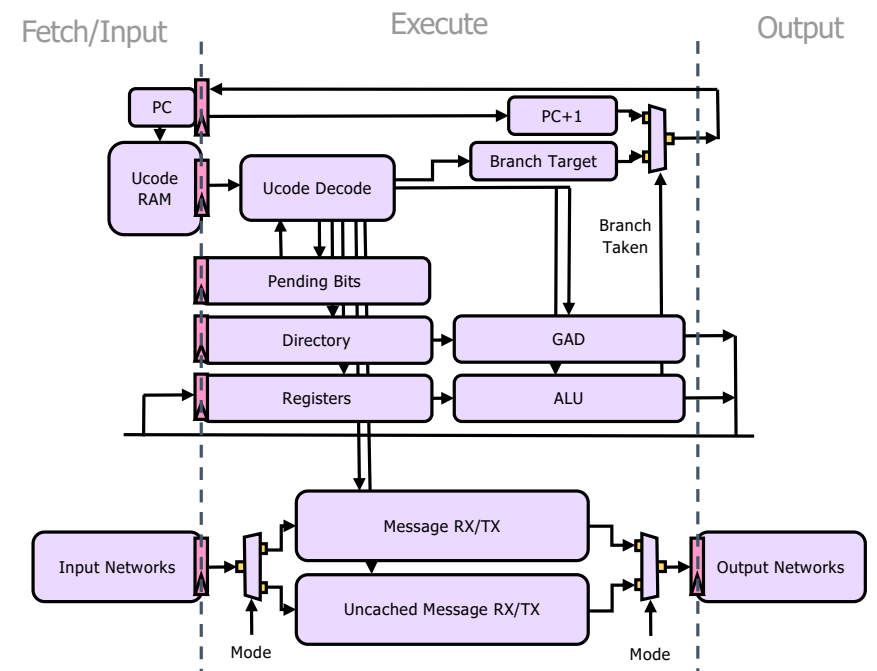 Fetch/Input
Execute
Output
PC
PC+1
Ucode
RAM
Ucode Decode
Branch Target
Branch
Taken
Pending Bits
Directory
GAD
Registers
ALU
Message RX/TX
Input Networks
Output Networks
Uncached Message RX/TX
Mode
Mode